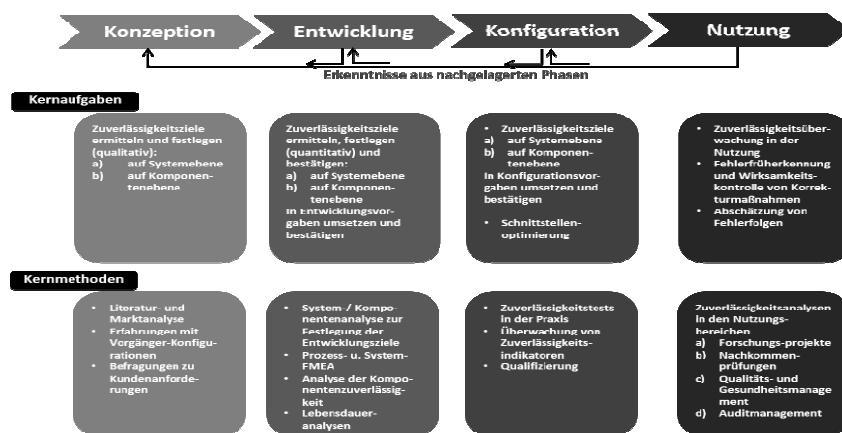 Konzeption
Entwicklung
Konfiguration
Nutzung
Erkenntnisse aus nachgelagerten Phasen
Kernaufgaben
Zuverlässigkeitsziele
ermitteln und festlegen
(qualitativ):
a) auf Systemebene
b) auf Komponen-
tenebene
Zuverlässigkeitsziele
ermitteln, festlegen
(quantitativ) und
bestätigen:
a) auf Systemebene
b) auf Komponen-
tenebene
In Entwicklungsvor-
gaben umsetzen und
bestätigen
• Zuverlässigkeitsziele
a) auf Systemebene
b) auf Komponen-
tenebene
In Konfigurationsvor-
gaben umsetzen und
bestätigen
• Schnittstellen-
optimierung
• Zuverlässigkeitsüber-
wachung in der
Nutzung
• Fehlerfrüherkennung
und Wirksamkeits-
kontrolle von Korrek-
turmaßnahmen
• Abschätzung von
Fehlerfolgen
Kernmethoden
• Literatur- und
Marktanalyse
• Erfahrungen mit
Vorgänger-Konfigu-
rationen
• Befragungen zu
Kundenanforde-
rungen
• System-/ Kompo-
nentenanalyse zur
Festlegung der
Entwicklungsziele
• Prozess- u. System-
FMEA
• Analyse der Kompo-
nentenzuverlässig-
keit
• Lebensdauer-
analysen
• Zuverlässigkeitstests
in der Praxis
• Überwachung von
Zuverlässigkeits-
indikatoren
• Qualifizierung
Zuverlässigkeitsanalysen
in den Nutzungs-
bereichen
a) Forschungs-projekte
b) Nachkommen-
prüfungen
c) Qualitäts- und
Gesundheitsmanage
ment
d) Auditmanagement